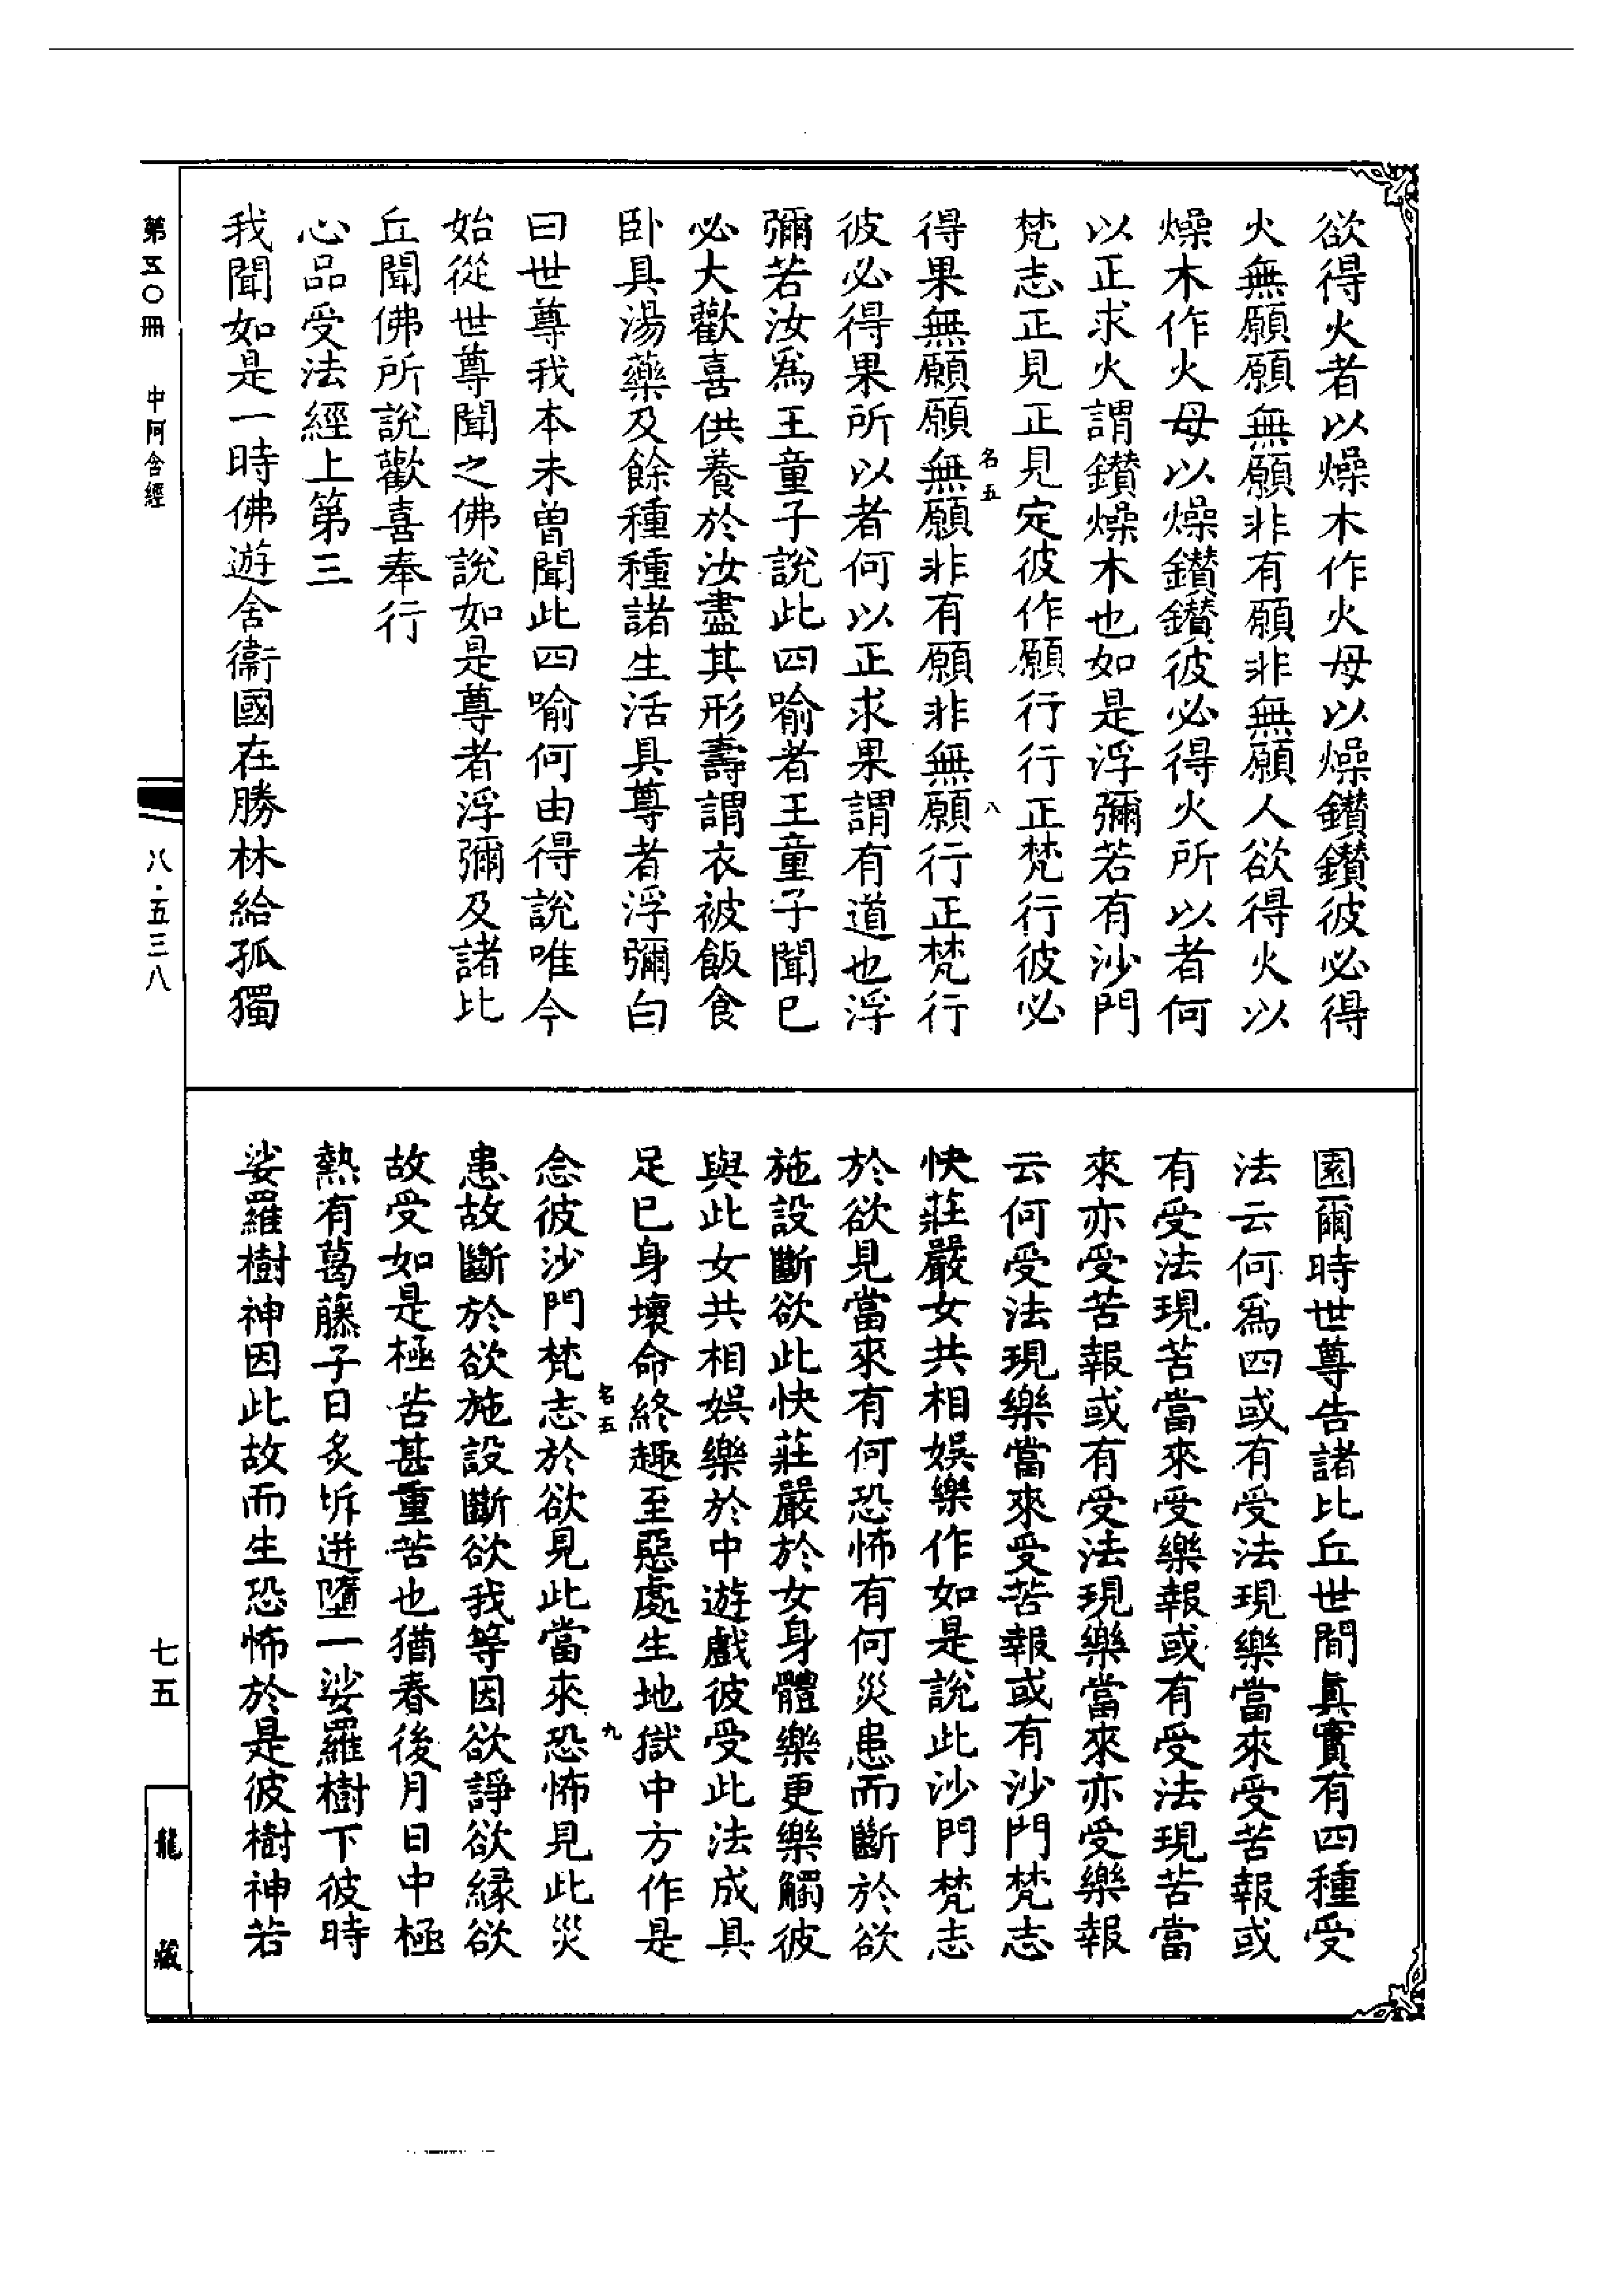 欲得火者以燥木作火母以燥鑚鑚彼必得
火無願願無願非有願非無願人欲得火以
燥木作火母以燥鑚鑚彼必得火所以者何
以正求火謂鑚燥木也如是浮彌若有沙門
梵志正見正見定彼作願行行正梵行彼必
名五
八
得果無願願無願非有願非無願行正梵行
彼必得果所以者何以正求果謂有道也浮
彌若汝爲王童子說此四喻者王童子聞已
必大歡喜供養於汝盡其形壽謂衣被飯食
卧具湯藥及餘種種諸生活具尊者浮彌白
曰世尊我本未曾聞此四喻何由得說唯今
始從世尊聞之佛說如是尊者浮彌及諸比
丘聞佛所說歡喜奉行
心品受法經上第三
我聞如是一時佛遊舍衞國在勝林給孤獨
園爾時世尊告諸比丘世間眞實有四種受
法云何爲四或有受法現樂當來受苦報或
有受法現苦當來受樂報或有受法現苦當
來亦受苦報或有受法現樂當來亦受樂報
云何受法現樂當來受苦報或有沙門梵志
快莊嚴女共相娛樂作如是說此沙門梵志
於欲見當來有何恐怖有何災患而斷於欲
施設斷欲此快莊嚴於女身體樂更樂觸彼
與此女共相娛樂於中遊戲彼受此法成具
足已身壞命終趣至惡處生地獄中方作是
名五
九
念彼沙門梵志於欲見此當來恐怖見此災
患故斷於欲施設斷欲我等因欲諍欲緣欲
故受如是極苦甚重苦也猶春後月日中極
熱有葛藤子日炙坼迸墮一娑羅樹下彼時
娑羅樹神因此故而生恐怖於是彼樹神若
第五〇冊
中阿含經
八·五三八
七五
龍藏